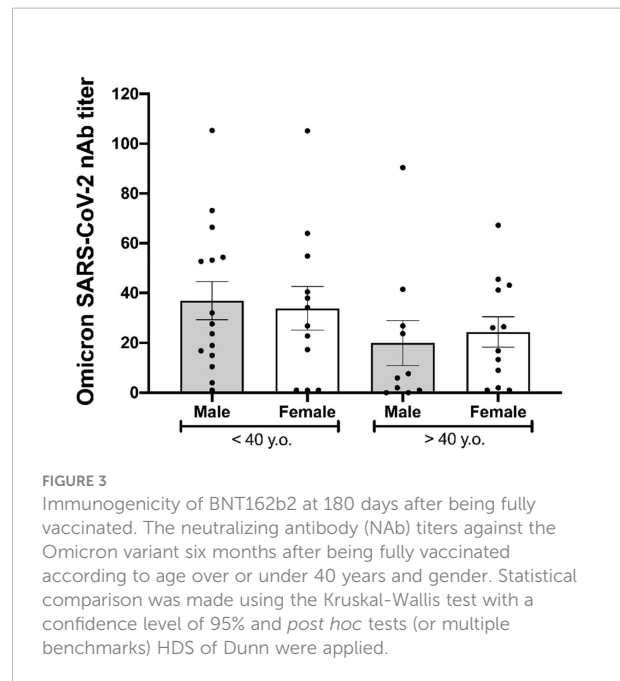 Omicron SARS-CoV-2 nAb titer
120
100
80
60
40
20
0
Male Female Male Female
< 40 y.o. > 40 y.o.
FIGURE 3
Immunogenicity of BNT162b2 at 180 days after being fully
vaccinated. The neutralizing antibody (NAb) titers against the
Omicron variant six months after being fully vaccinated
according to age over or under 40 years and gender. Statistical
comparison was made using the Kruskal-Wallis test with a
confidence level of 95% and post hoc tests (or multiple
benchmarks) HDS of Dunn were applied.